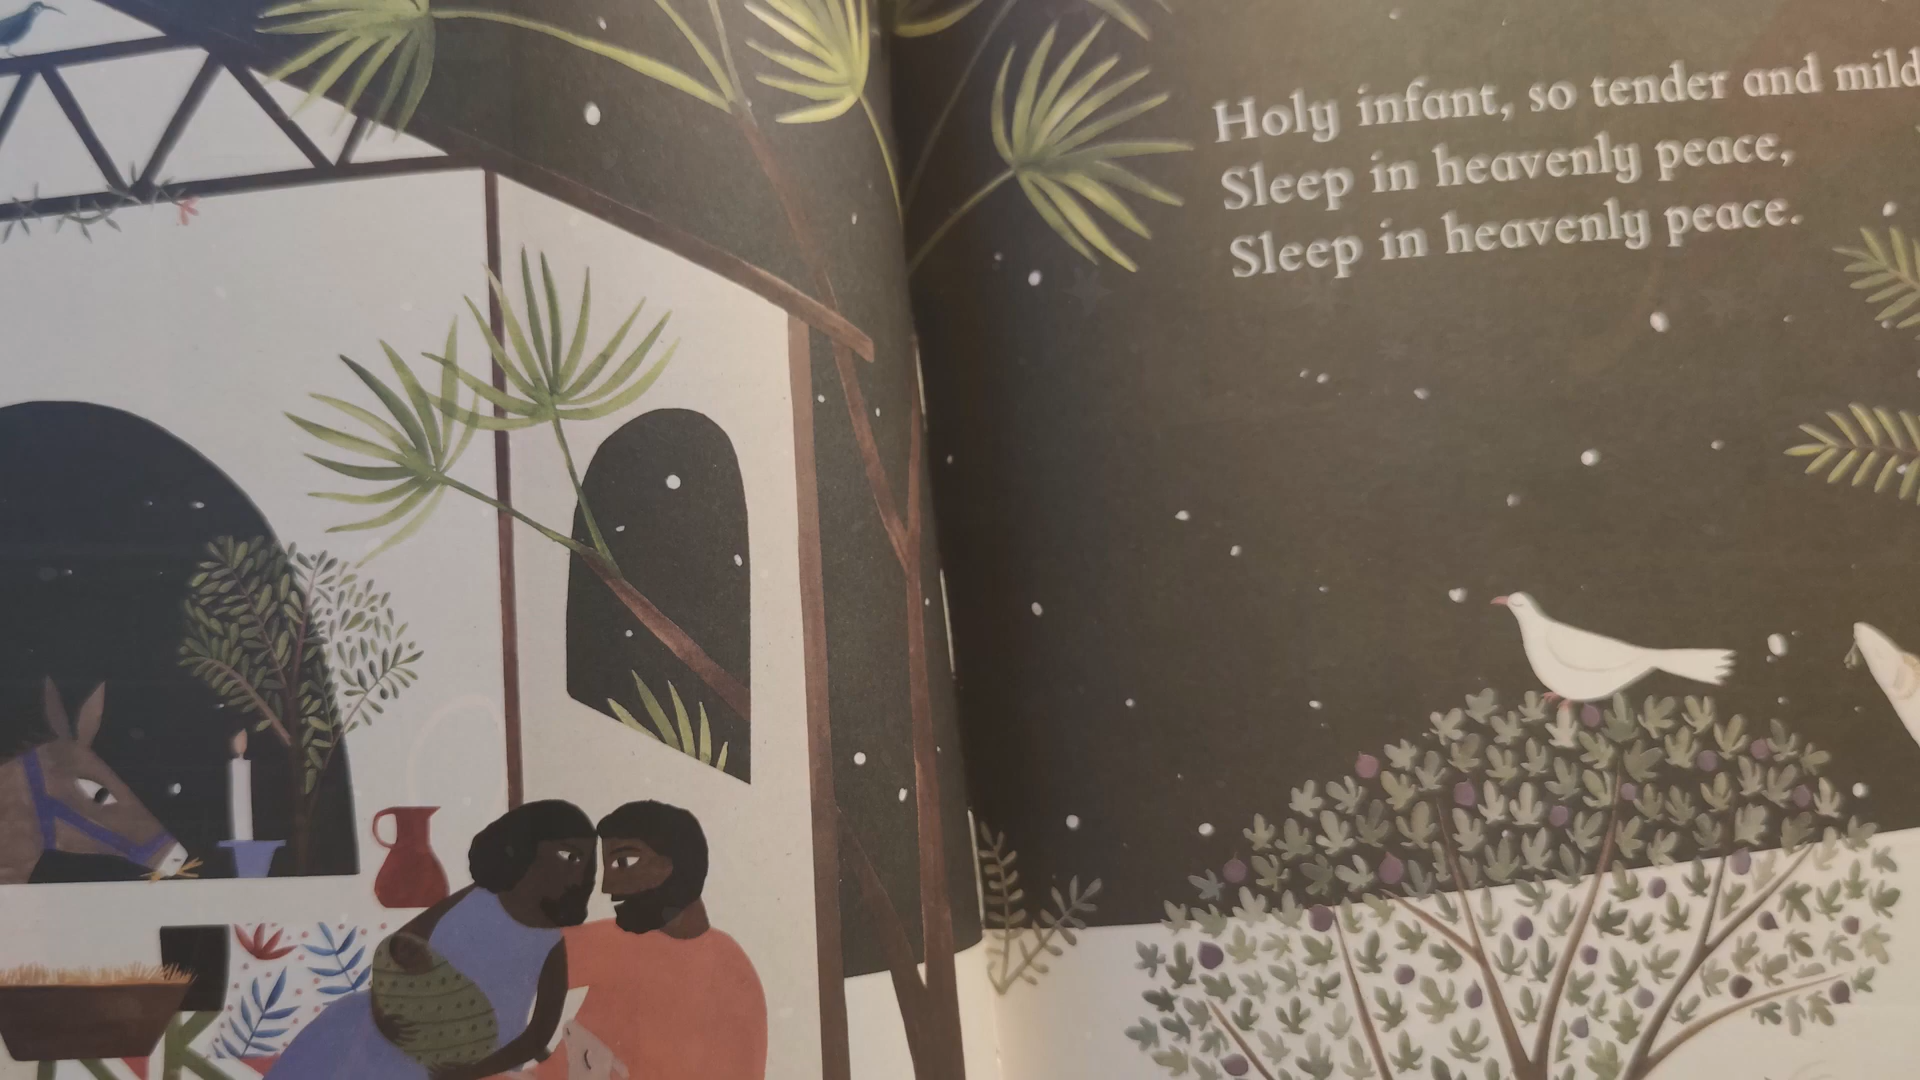 Holy infant, so tender and mild
Sleep in heavenly peace,
Sleep in heavenly peace.